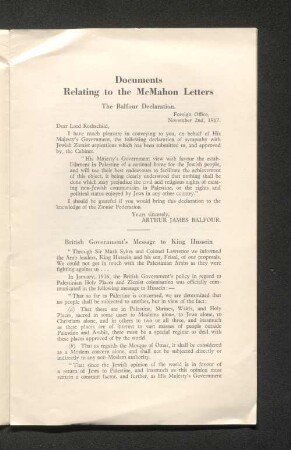 Documents
Relating to the McMahon Letters
The Balfour Declaration.
Foreign Office,
November 2nd, 1917.
Dear Lord Rothschild,
I have much pleasure in conveying to you, on behalf of His
Majesty's Government, the following declaration of sympathy with
Jewish Zionist aspirations which has been submitted to, and approved
by, the Cabinet.
"His Majesty's Government view with favour the estab-
lishment in Palestine of a national home for the Jewish people,
and will use their best endeavours to facilitate the achievement
of this object, it being clearly understood that nothing shall be
done which may prejudice the civil and religious rights of exist-
ing non-Jewish communities in Palestine, or the rights and
political status enjoyed by Jews in any other country."
I should be grateful if you would bring this declaration to the
knowledge of the Zionist Federation.
Yours sincerely,
ARTHUR JAMES BALFOUR.
British Government's Message to King Hussein
"Through Sir Mark Sykes and Colonel Lawrence we informed
the Arab leaders, King Hussein and his son, Feisal, of our proposals.
We could not get in touch with the Palestinian Arabs as they were
fighting against us . . .
In January, 1918, the British Government's policy in regard to
Palestinian Holy Places and Zionist colonisation was officially com-
municated in the following message to Hussein :—
"That so far in Palestine is concerned, we are determined that
no people shall be subjected to another, but in
(a) That there are in Palestine, Shrines, Wakfs, and Holy
Places, sacred in some cases to Moslems alone, to Jews alone, to
Christians alone, and in others to two or all three, and inasmuch
as these places are of interest to vast masses of people outside
Palestine and Arabia, there must be a special regime to deal with
these places approved of by the world.
(b) That as regards the Mosque of Omar, it shall be considered
as a Moslem concern alone, and shall not be subjected directly or
indirectly to any non-Moslem authority.
"That since the Jewish opinion of the world is in favour of
a return of Jews to Palestine, and inasmuch as this opinion must
remain a constant factor, and further, as His Majesty's Government